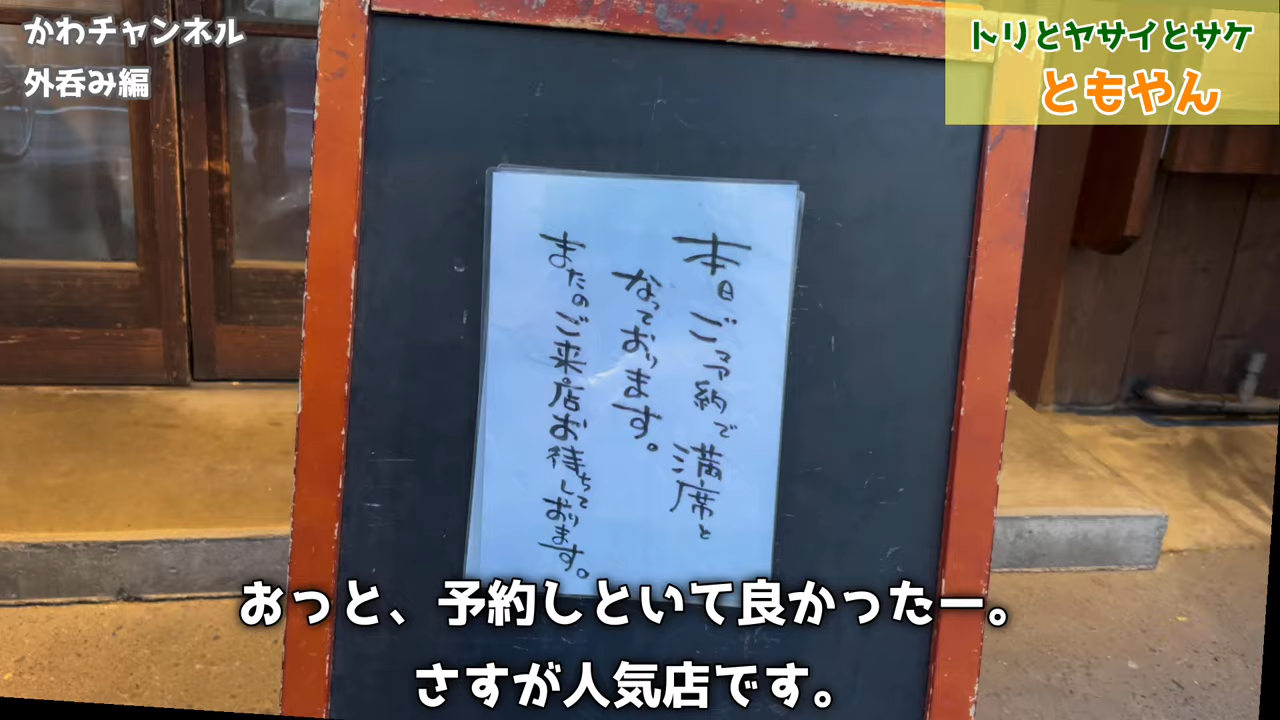 かわチャンネル
外呑み編
トリとヤサイとサケ
ともやん
本日ご予約で満席と
なっております。
またのご来店お待ちしております。
おっと、予約しといて良かったー。
さすが人気店です。